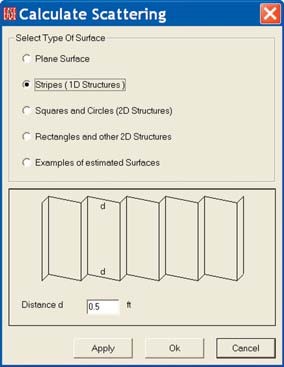 Calculate Scattering
Select Type Of Surface
Plane Surface
Stripes ( 1D Structures )
Squares and Circles (2D Structures)
Rectangles and other 2D Structures
Examples of estimated Surfaces
d
d
Distance d 0.5 ft
Apply Ok Cancel